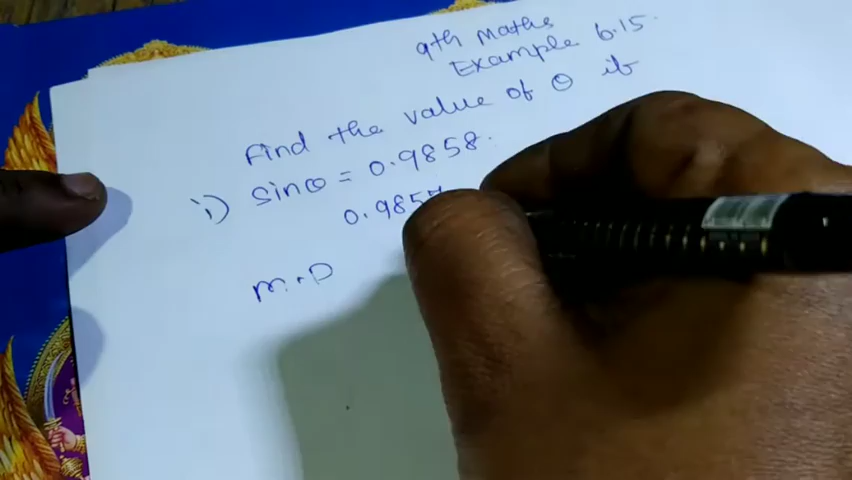 9th Maths
Example 6.15.
Find the value of θ if
i) sinθ = 0.9858.
0.985
M.D